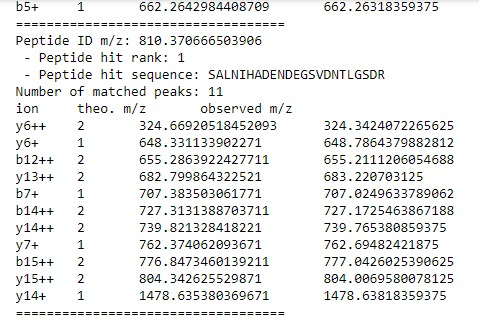 b5+ 1 662.2642984408709 662.26318359375
===================================
Peptide ID m/z: 810.370666503906
- Peptide hit rank: 1
- Peptide hit sequence: SALNIHADENDEGSVDNTLGSDR
Number of matched peaks: 11
ion theo. m/z observed m/z
y6++ 2 324.66920518452093 324.3424072265625
y6+ 1 648.331133902271 648.7864379882812
b12++ 2 655.2863922427711 655.2111206054688
y13++ 2 682.799864322521 683.220703125
b7+ 1 707.383503061771 707.0249633789062
b14++ 2 727.3131388703711 727.1725463867188
y14++ 2 739.821328418221 739.765380859375
y7+ 1 762.374062093671 762.69482421875
b15++ 2 776.8473460139211 777.0426025390625
y15++ 2 804.342625529871 804.0069580078125
y14+ 1 1478.635380369671 1478.63818359375
===================================